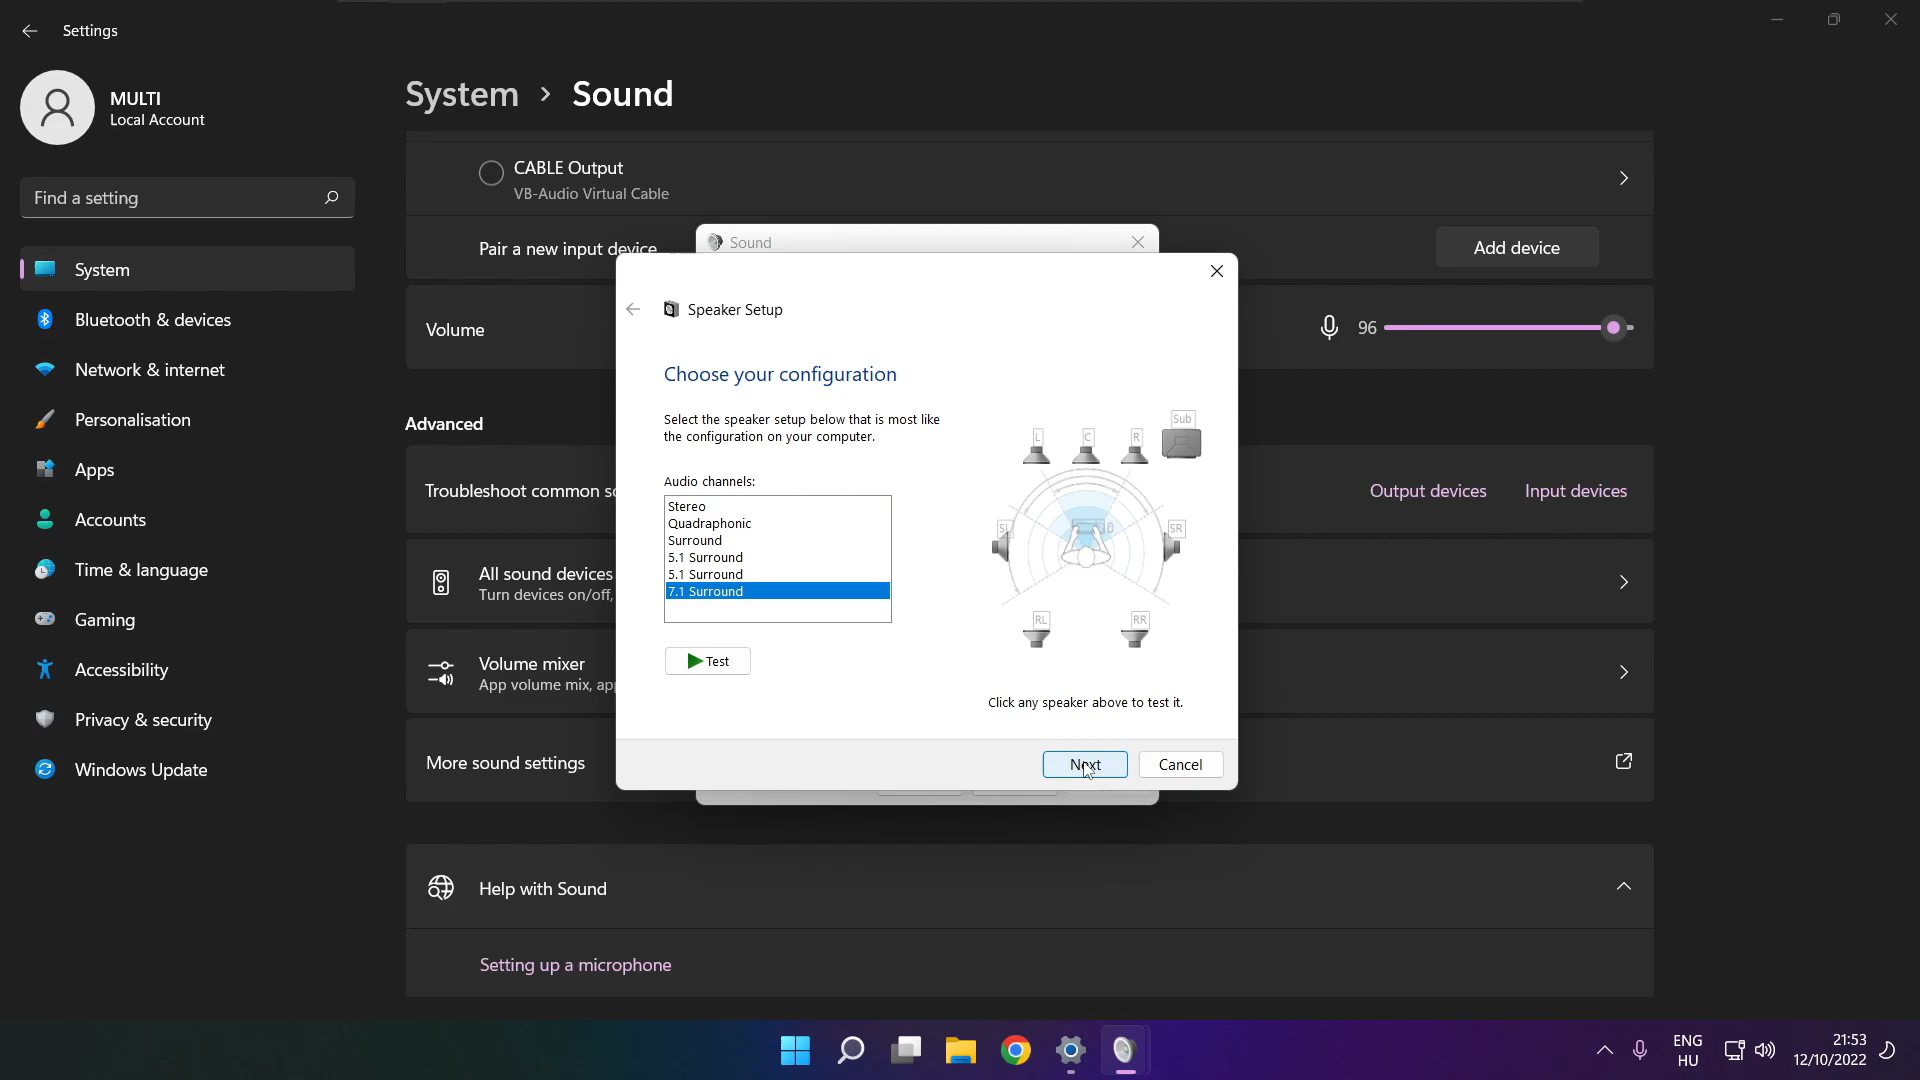 Settings
MULTI
Local Account
Find a setting
System
Bluetooth & devices
Network & internet
Personalisation
Apps
Accounts
Time & language
Gaming
Accessibility
Privacy & security
Windows Update
System > Sound
CABLE Output
VB-Audio Virtual Cable
Pair a new input device
Add device
Volume
96
Advanced
Troubleshoot common
Output devices
Input devices
All sound devices
Turn devices on/off,
Volume mixer
App volume mix,
More sound settings
Help with Sound
Setting up a microphone
Sound
Speaker Setup
Choose your configuration
Select the speaker setup below that is most like
the configuration on your computer.
Audio channels:
Stereo
Quadraphonic
Surround
5.1 Surround
5.1 Surround
7.1 Surround
Test
L
C
R
Sub
SL
SR
RL
RR
Click any speaker above to test it.
Next
Cancel
ENG
HU
21:53
12/10/2022